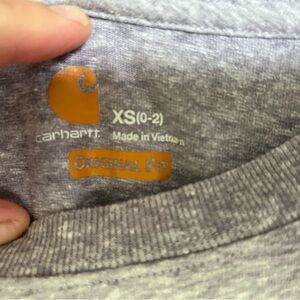 XS(0-2)
carhartt
Made in Vietnam
ORIGINAL FIT